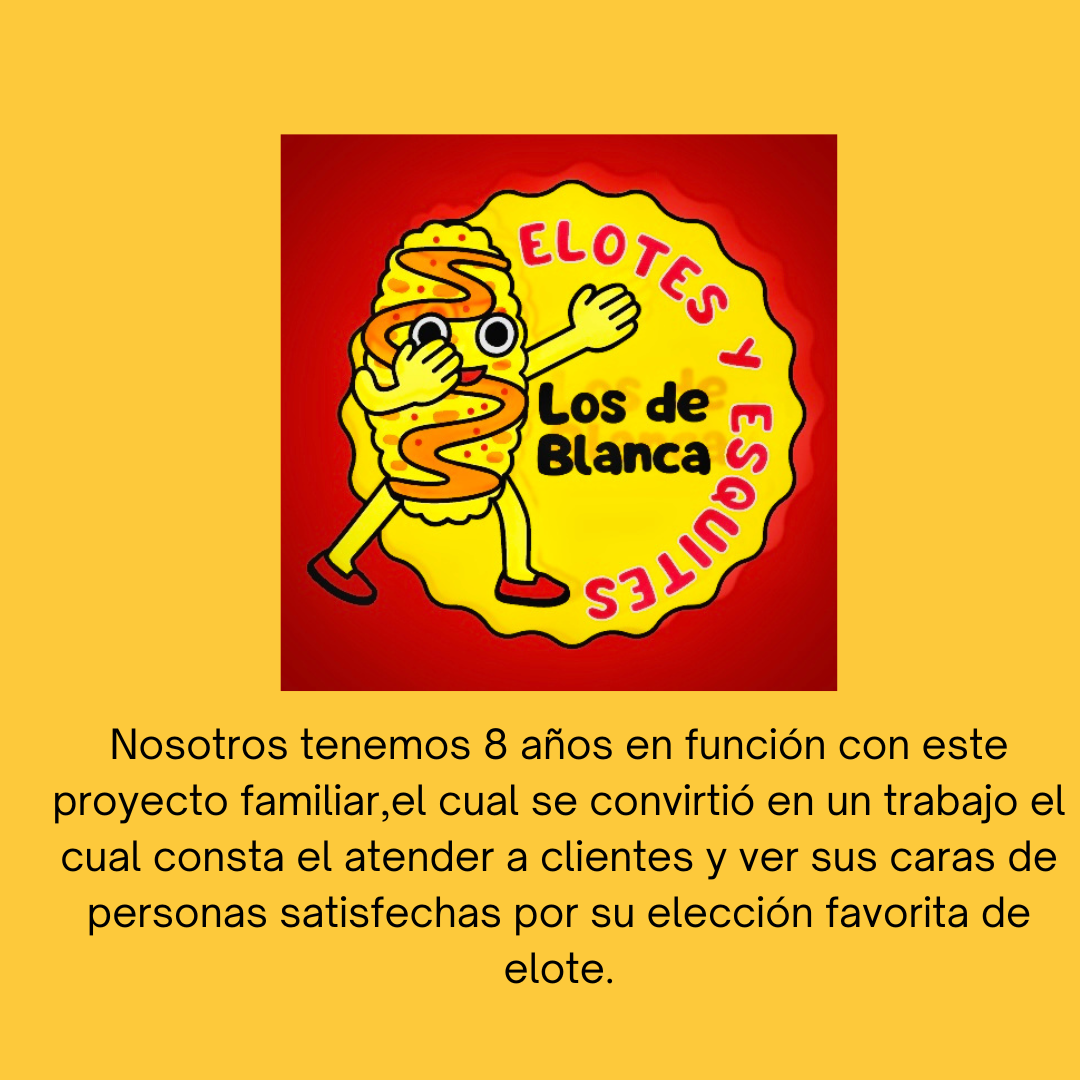 ELOTES Y ESQUITES
Los de
Blanca
Nosotros tenemos 8 años en función con este
proyecto familiar,el cual se convirtió en un trabajo el
cual consta el atender a clientes y ver sus caras de
personas satisfechas por su elección favorita de
elote.